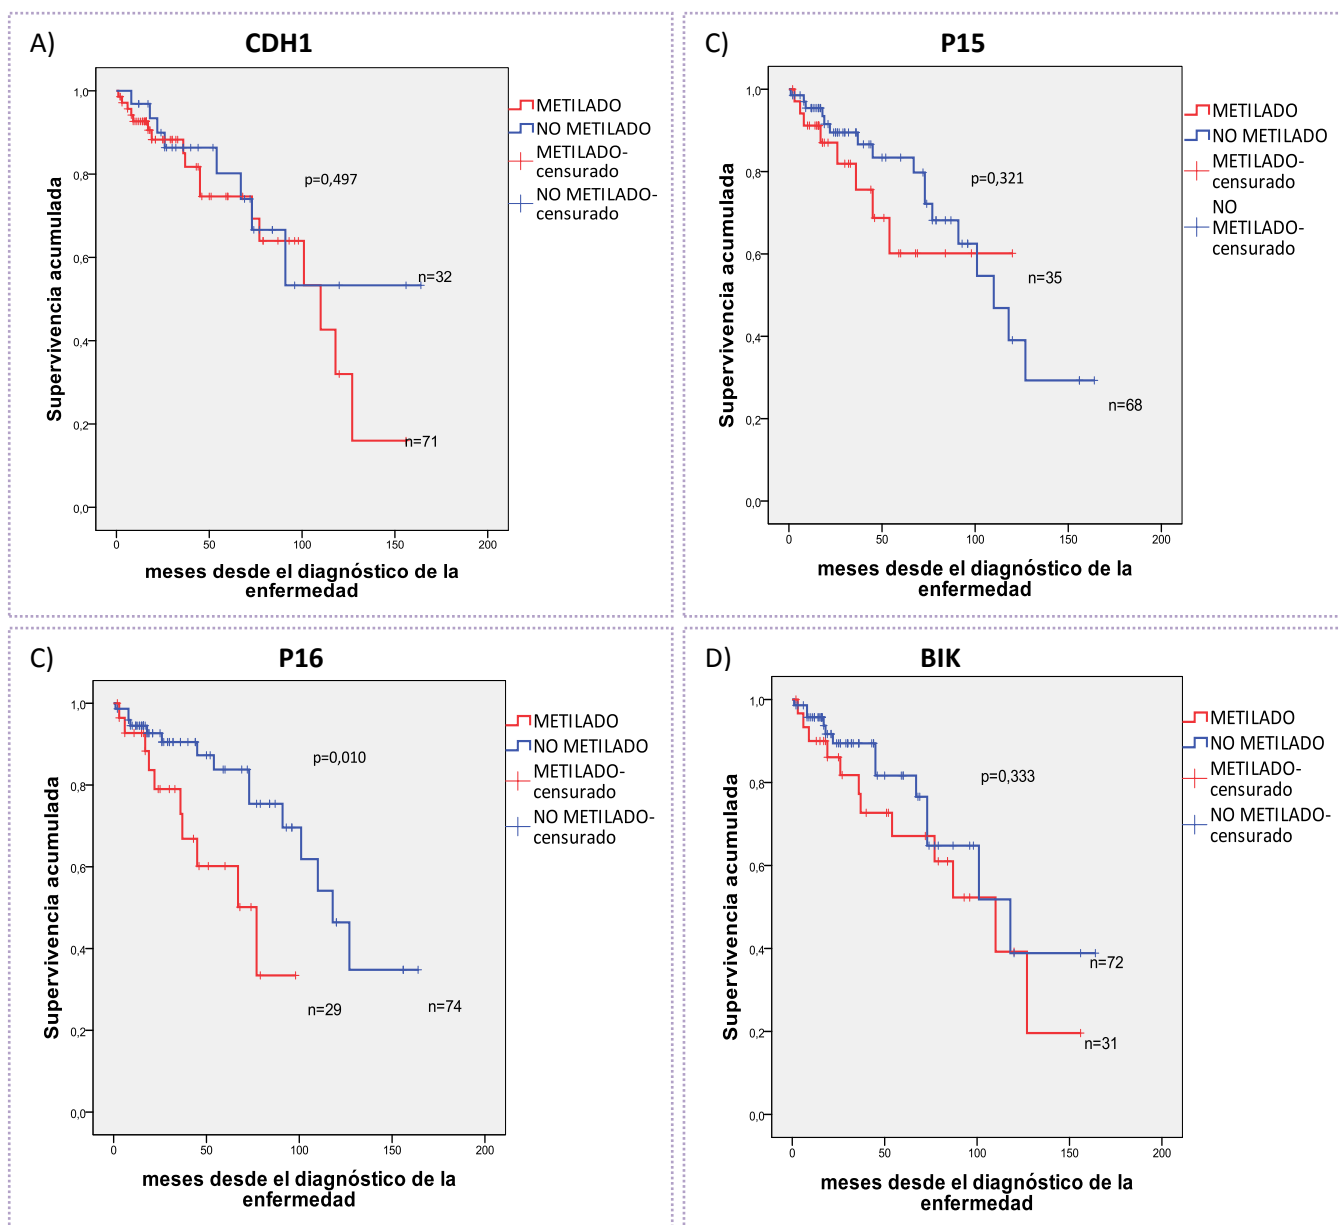 A)
CDH1
1,0
0,8
0,6
0,4
0,2
0,0
Supervivencia acumulada
p=0,497
n=32
n=71
0 50 100 150 200
meses desde el diagnóstico de la
enfermedad
METILADO
NO METILADO
METILADO-
censurado
NO METILADO-
censurado
C)
P15
1,0
0,8
0,6
0,4
0,2
0,0
Supervivencia acumulada
p=0,321
n=35
n=68
0 50 100 150 200
meses desde el diagnóstico de la
enfermedad
METILADO
NO METILADO
METILADO-
censurado
NO
METILADO-
censurado
C)
P16
1,0
0,8
0,6
0,4
0,2
0,0
Supervivencia acumulada
p=0,010
n=29
n=74
0 50 100 150 200
meses desde el diagnóstico de la
enfermedad
METILADO
NO METILADO
METILADO-
censurado
NO METILADO-
censurado
D)
BIK
1,0
0,8
0,6
0,4
0,2
0,0
Supervivencia acumulada
p=0,333
n=72
n=31
0 50 100 150 200
meses desde el diagnóstico de la
enfermedad
METILADO
NO METILADO
METILADO-
censurado
NO METILADO-
censurado